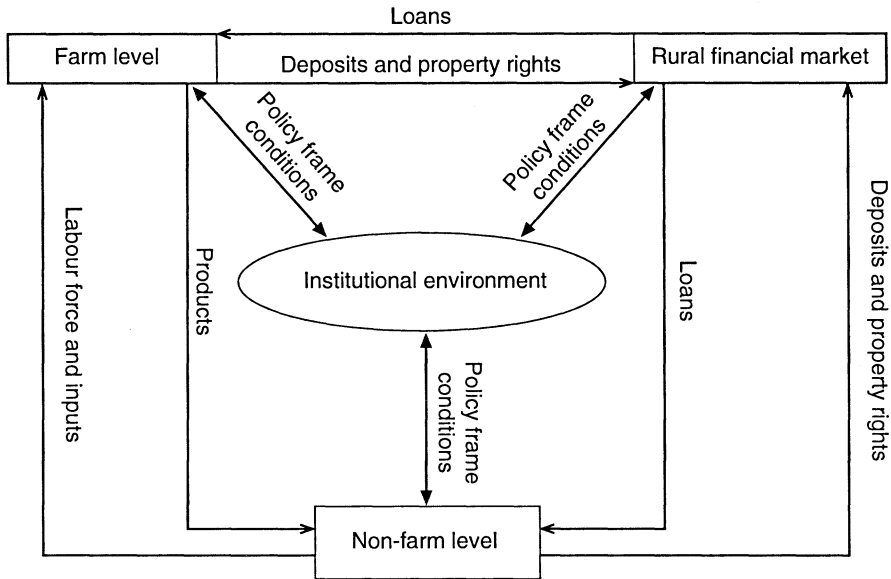 Loans
Farm level
Deposits and property rights
Rural financial market
Policy frame
conditions
Policy frame
conditions
Labour force and inputs
Products
Institutional environment
Loans
Deposits and property rights
Policy frame
conditions
Non-farm level